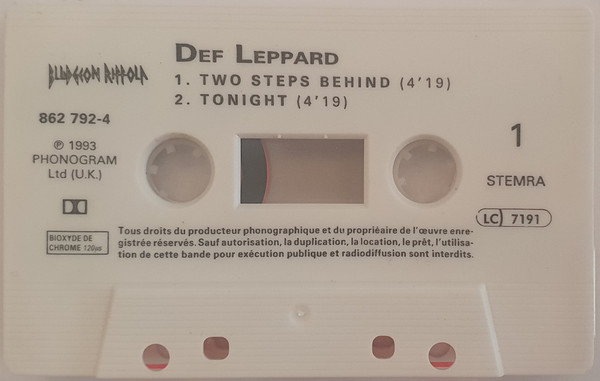 DEF LEPPARD
BLUDGEON RIFFOLA
1. TWO STEPS BEHIND (4'19)
2. TONIGHT (4'19)
862 792-4
1
℗ 1993
PHONOGRAM
Ltd (U.K.)
STEMRA
LC 7191
BIOXYDE DE
CHROME 120µs
Tous droits du producteur phonographique et du propriéaire de l'œuvre enre-
gistrée réservés. Sauf autorisation, la duplication, la location, le prêt, l'utilisa-
tion de cette bande pour exécution publique et radiodiffusion sont interdits.